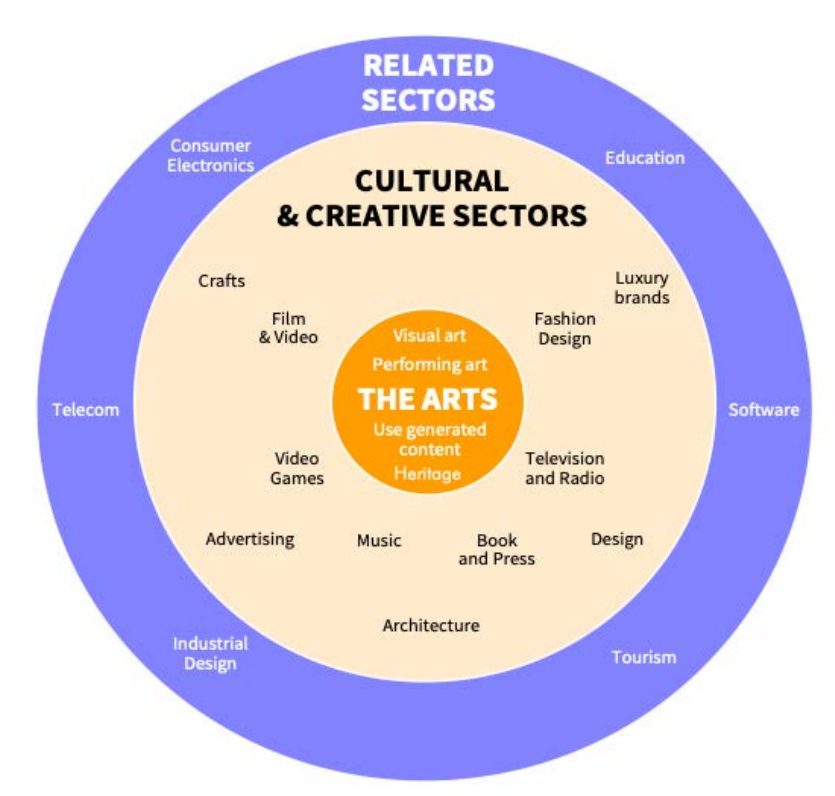 RELATED
SECTORS
Consumer
Electronics
Education
CULTURAL
& CREATIVE SECTORS
Crafts
Luxury
brands
Film
& Video
Fashion
Design
Visual art
Performing art
THE ARTS
Use generated
content
Heritage
Telecom
Software
Video
Games
Television
and Radio
Advertising
Music
Book
and Press
Design
Architecture
Industrial
Design
Tourism